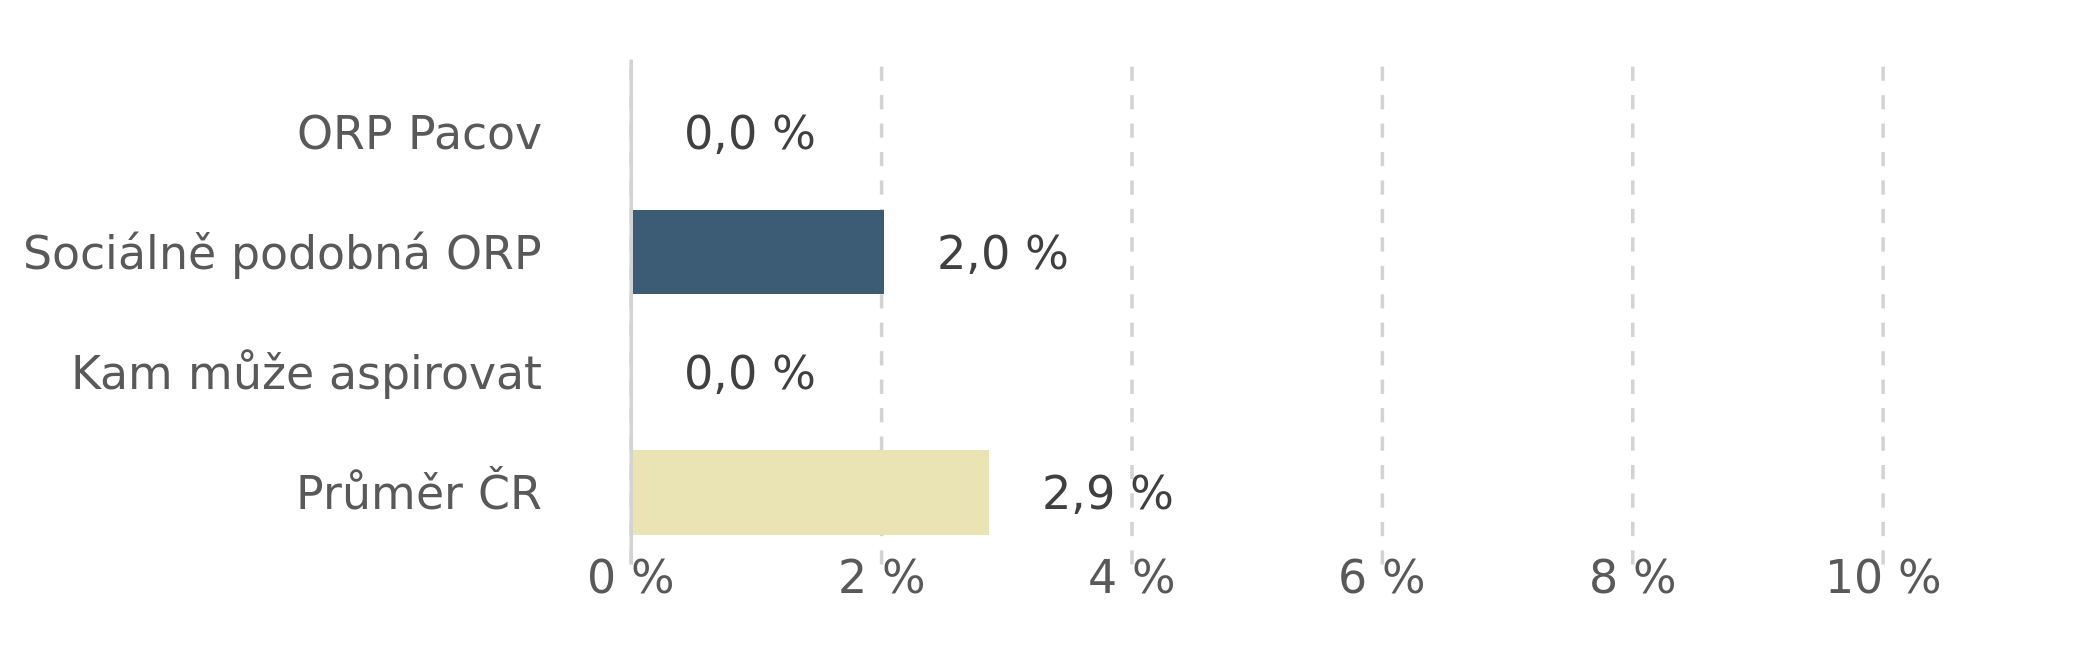 ORP Pacov 0,0 %
Sociálně podobná ORP 2,0 %
Kam může aspirovat 0,0 %
Průměr ČR 2,9 %
0 % 2 % 4 % 6 % 8 % 10 %